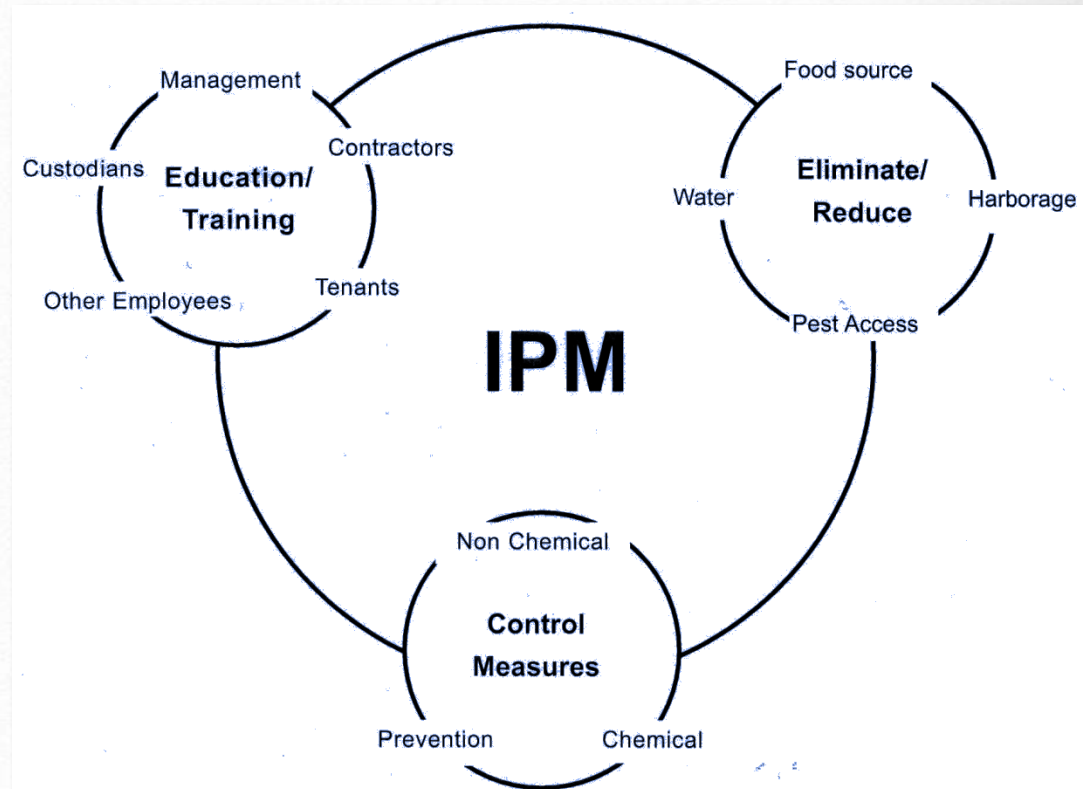 Management
Contractors
Custodians
Education/
Training
Other Employees
Tenants
Food source
Water
Eliminate/
Reduce
Harborage
Pest Access
IPM
Non Chemical
Control
Measures
Prevention
Chemical